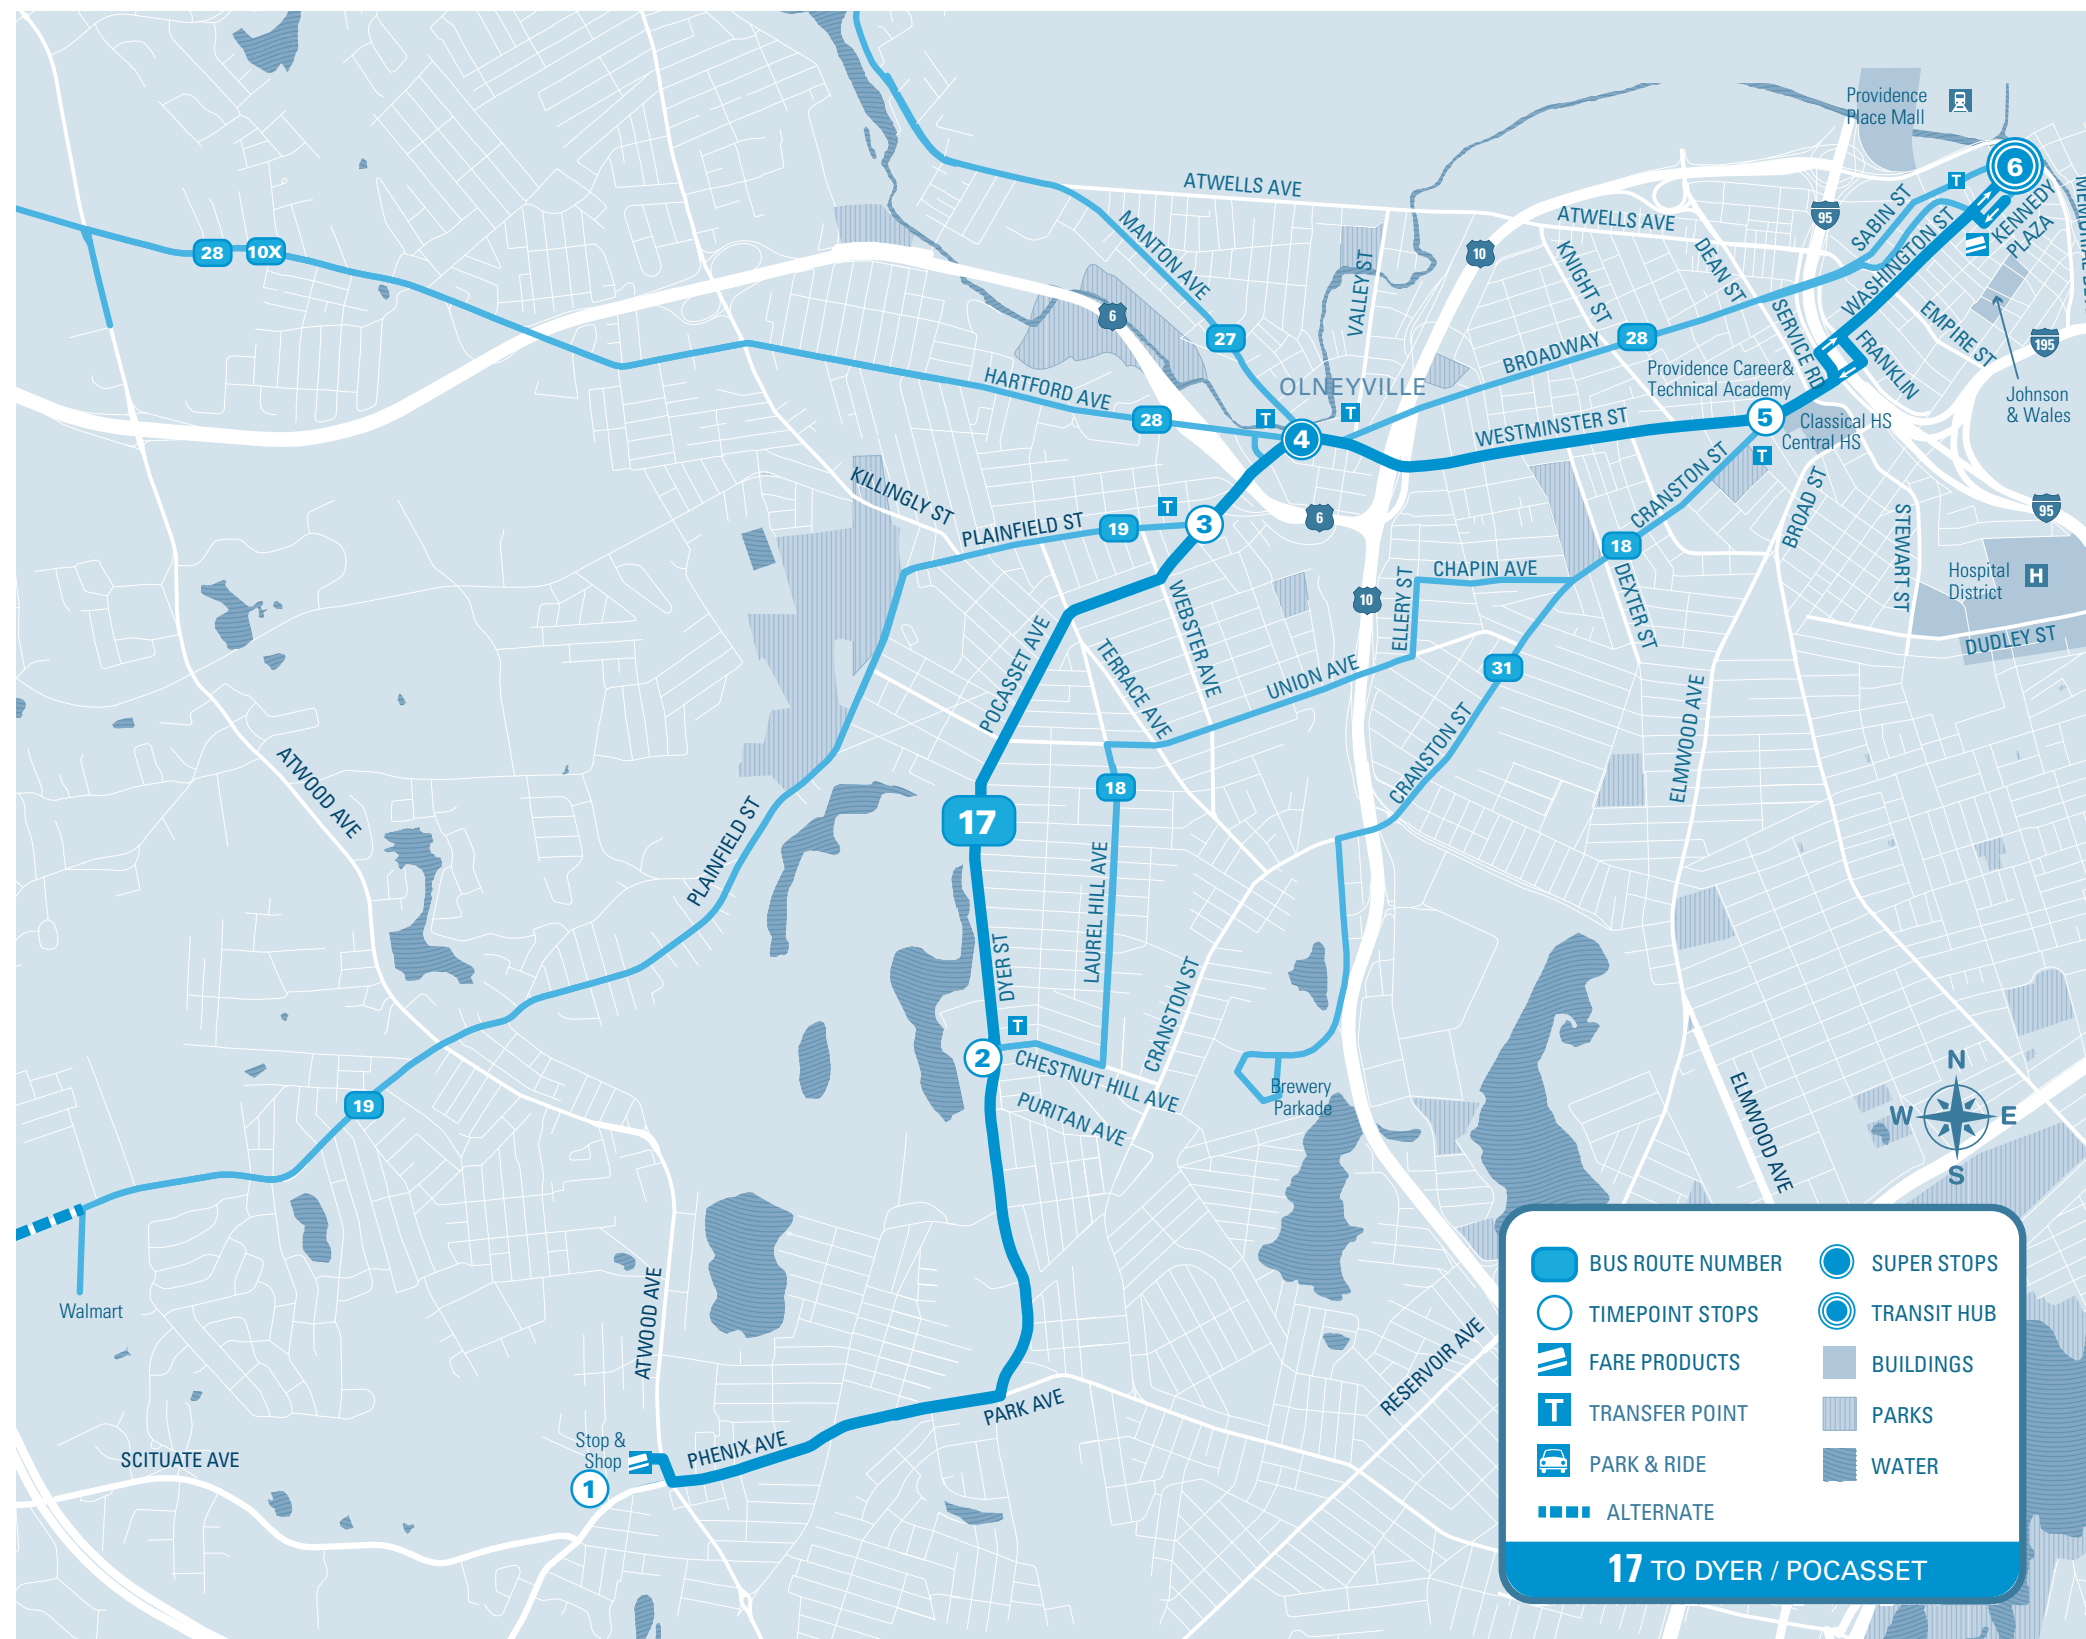 Providence
Place Mall
6
ATWELLS AVE
T
KENNEDY
PLAZA
MANTON AVE
ATWELLS AVE
95
SABIN ST
WASHINGTON ST
28
10X
10
KNIGHT ST
DEAN ST
VALLEY ST
6
SERVICE RD
EMPIRE ST
27
BROADWAY
28
FRANKLIN
195
HARTFORD AVE
OLNEYVILLE
Providence Career&
Technical Academy
Johnson
& Wales
28
T
T
4
WESTMINSTER ST
5
Classical HS
Central HS
T
CRANSTON ST
KILLINGLY ST
PLAINFIELD ST
19
T
3
6
BROAD ST
STEWART ST
95
18
CHAPIN AVE
DEXTER ST
Hospital
District
H
10
ELLERY ST
WEBSTER AVE
POCASSET AVE
TERRACE AVE
UNION AVE
31
DUDLEY ST
ELMWOOD AVE
CRANSTON ST
ATWOOD AVE
PLAINFIELD ST
17
18
LAUREL HILL AVE
DYER ST
CRANSTON ST
T
2
CHESTNUT HILL AVE
PURITAN AVE
Brewery
Parkade
19
ELMWOOD AVE
N
W
E
S
Walmart
ATWOOD AVE
RESERVOIR AVE
PARK AVE
PHENIX AVE
Stop &
Shop
1
SCITUATE AVE
BUS ROUTE NUMBER
SUPER STOPS
TIMEPOINT STOPS
TRANSIT HUB
FARE PRODUCTS
BUILDINGS
T
TRANSFER POINT
PARKS
PARK & RIDE
WATER
ALTERNATE
17 TO DYER / POCASSET